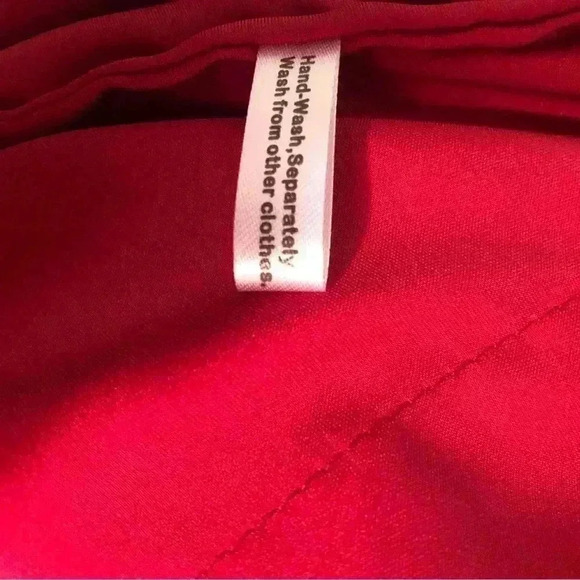 Hand-Wash,Separately
Wash from other clothes.